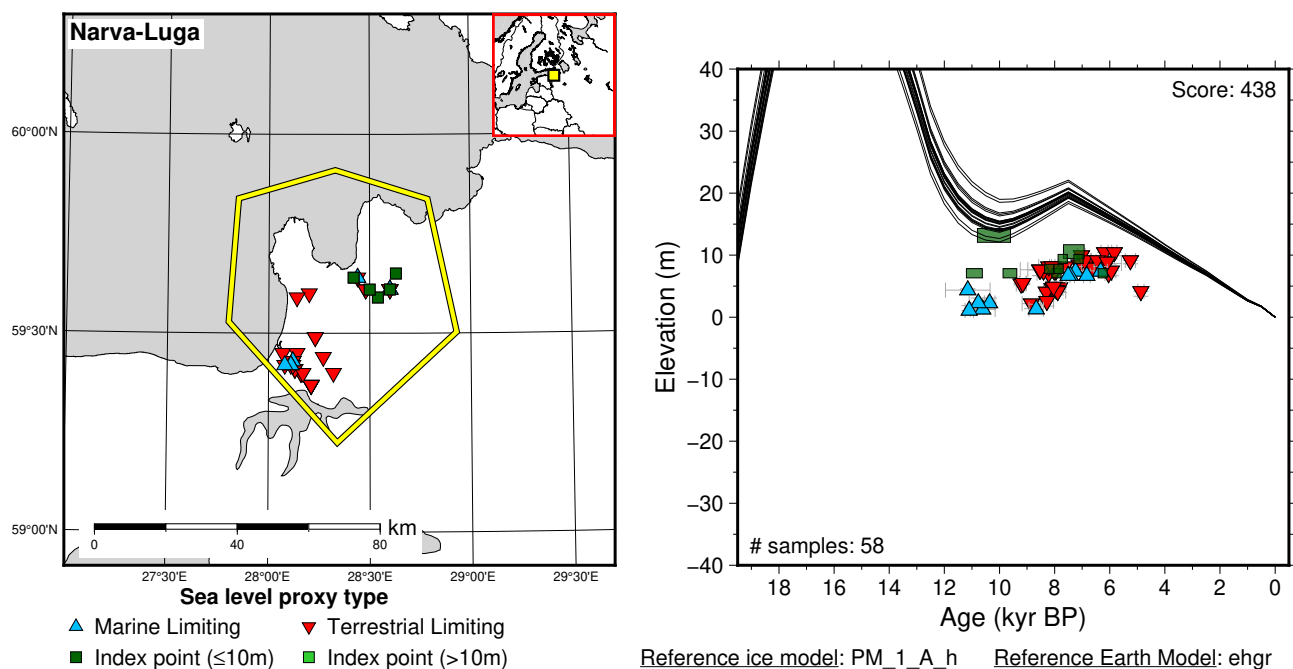 Narva-Luga
60°00'N
59°30'N
59°00'N
km
0 40 80
27°30'E 28°00'E 28°30'E 29°00'E 29°30'E
Sea level proxy type
Marine Limiting Terrestrial Limiting
Index point (≤10m) Index point (>10m)
Score: 438
Elevation (m)
40
30
20
10
0
−10
−20
−30
−40
# samples: 58
18 16 14 12 10 8 6 4 2 0
Age (kyr BP)
Reference ice model: PM_1_A_h Reference Earth Model: ehgr